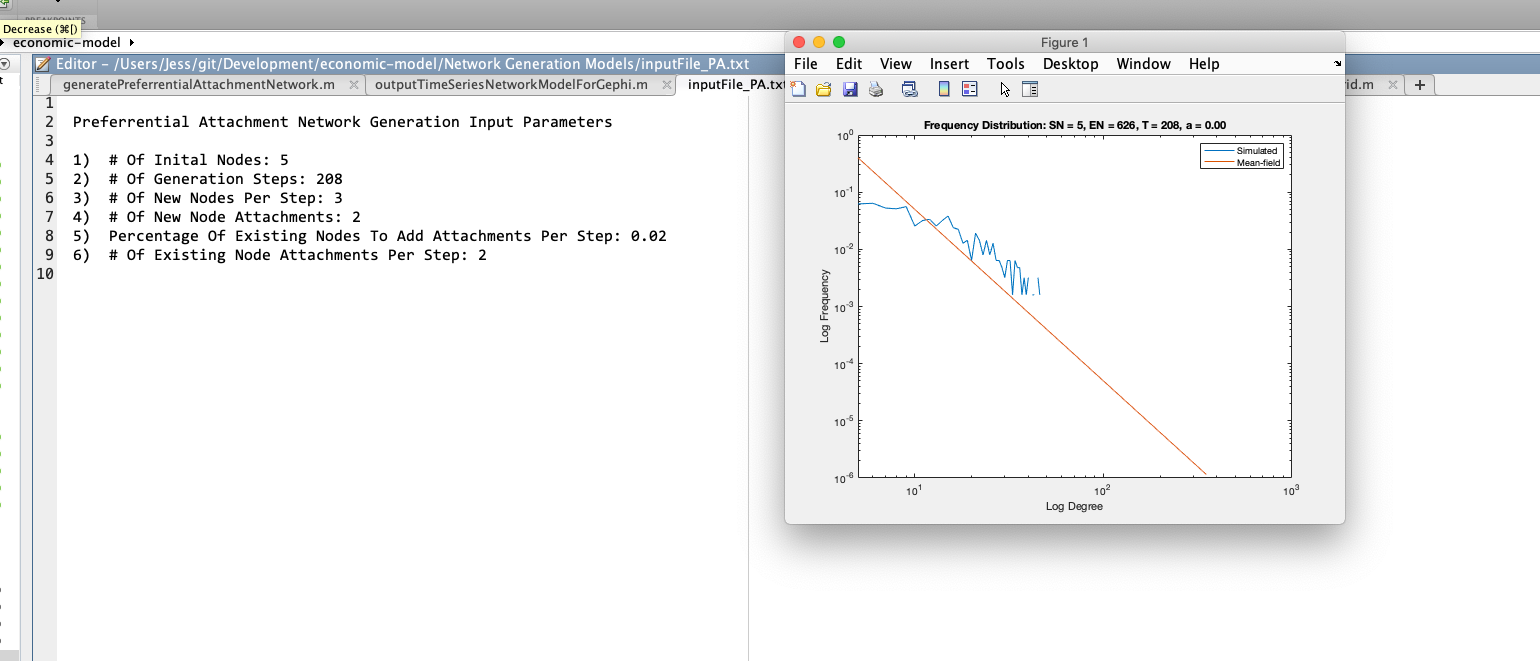 BREAKPOINTS
Decrease (⌘[)
economic-model
Editor - /Users/Jess/git/Development/economic-model/Network Generation Models/inputFile_PA.txt
generatePreferrentialAttachmentNetwork.m outputTimeSeriesNetworkModelForGephi.m inputFile_PA.txt
id.m
1
2 Preferrential Attachment Network Generation Input Parameters
3
4 1) # Of Inital Nodes: 5
5 2) # Of Generation Steps: 208
6 3) # Of New Nodes Per Step: 3
7 4) # Of New Node Attachments: 2
8 5) Percentage Of Existing Nodes To Add Attachments Per Step: 0.02
9 6) # Of Existing Node Attachments Per Step: 2
10
Figure 1
File Edit View Insert Tools Desktop Window Help
Frequency Distribution: SN = 5, EN = 626, T = 208, a = 0.00
Simulated
Mean-field
10^0
10^-1
10^-2
10^-3
10^-4
10^-5
10^-6
Log Frequency
10^1 10^2 10^3
Log Degree